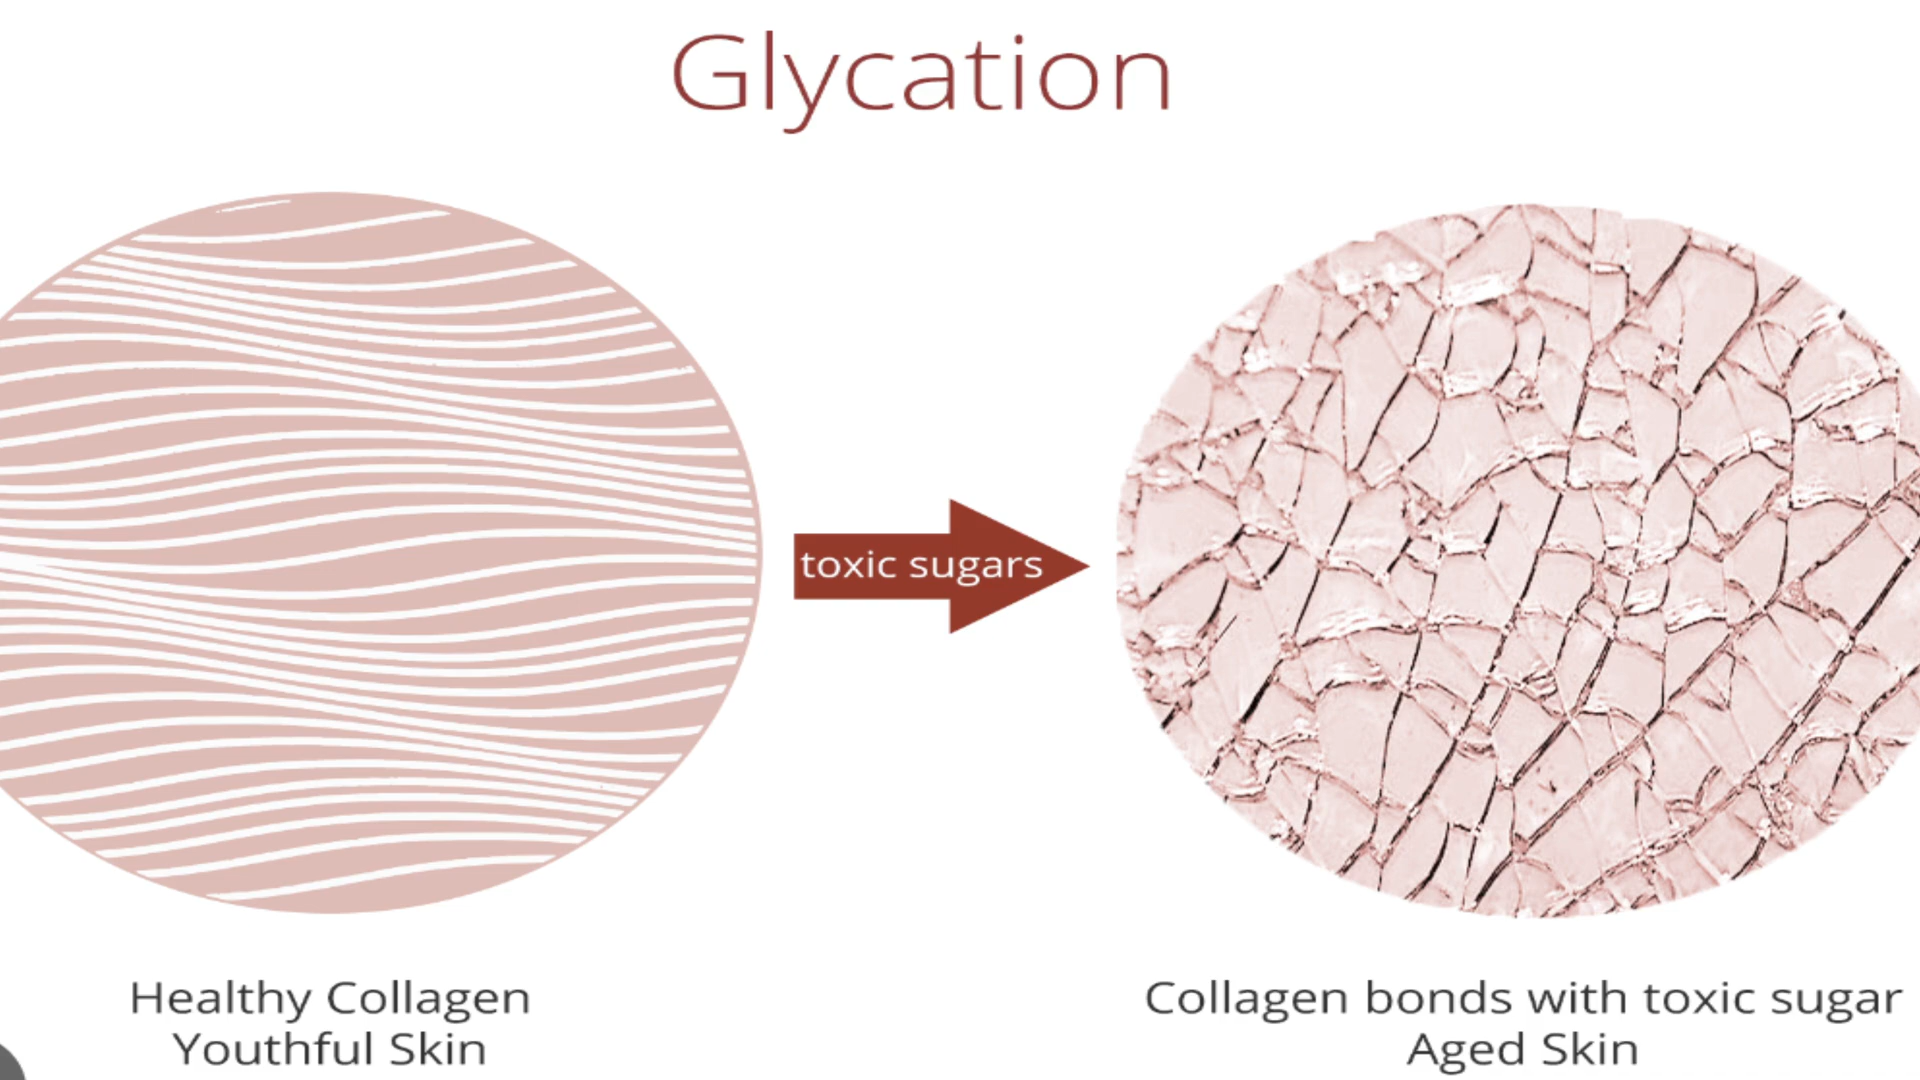 Glycation
toxic sugars
Healthy Collagen
Youthful Skin
Collagen bonds with toxic sugar
Aged Skin